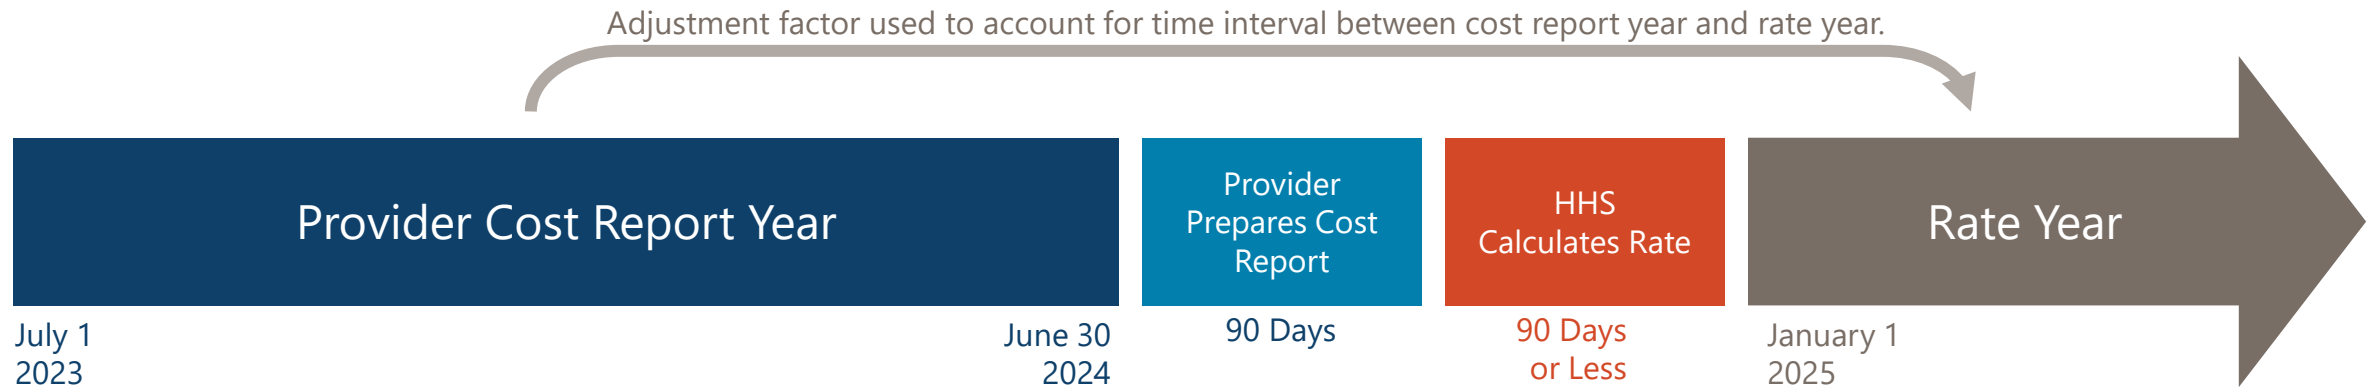 Adjustment factor used to account for time interval between cost report year and rate year.
Provider Cost Report Year
Provider
Prepares Cost
Report
HHS
Calculates Rate
Rate Year
July 1
2023
June 30
2024
90 Days
90 Days
or Less
January 1
2025